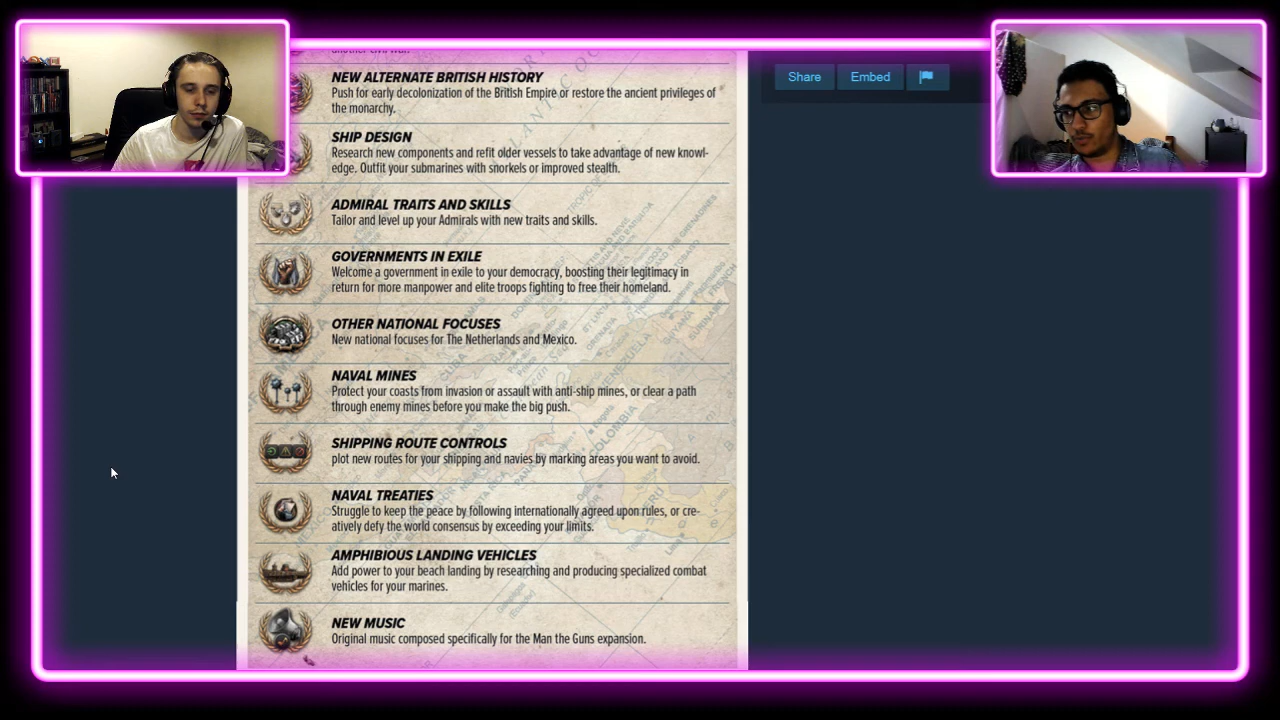 another civil war.
NEW ALTERNATE BRITISH HISTORY
Push for early decolonization of the British Empire or restore the ancient privileges of
the monarchy.
SHIP DESIGN
Research new components and refit older vessels to take advantage of new knowl-
edge. Outfit your submarines with snorkels or improved stealth.
ADMIRAL TRAITS AND SKILLS
Tailor and level up your Admirals with new traits and skills.
GOVERNMENTS IN EXILE
Welcome a government in exile to your democracy, boosting their legitimacy in
return for more manpower and elite troops fighting to free their homeland.
OTHER NATIONAL FOCUSES
New national focuses for The Netherlands and Mexico.
NAVAL MINES
Protect your coasts from invasion or assault with anti-ship mines, or clear a path
through enemy mines before you make the big push.
SHIPPING ROUTE CONTROLS
plot new routes for your shipping and navies by marking areas you want to avoid.
NAVAL TREATIES
Struggle to keep the peace by following internationally agreed upon rules, or cre-
atively defy the world consensus by exceeding your limits.
AMPHIBIOUS LANDING VEHICLES
Add power to your beach landing by researching and producing specialized combat
vehicles for your marines.
NEW MUSIC
Original music composed specifically for the Man the Guns expansion.
Share Embed
VENEZUELA
COLOMBIA
PERU
CUBA
GUYANA
SURINAME